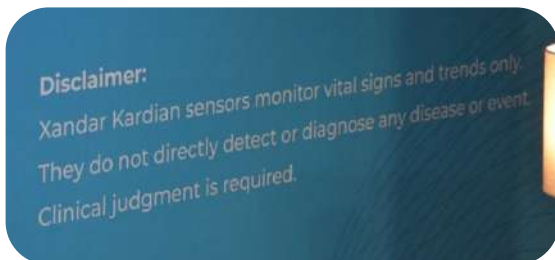 Disclaimer:
Xandar Kardian sensors monitor vital signs and trends only.
They do not directly detect or diagnose any disease or event.
Clinical judgment is required.